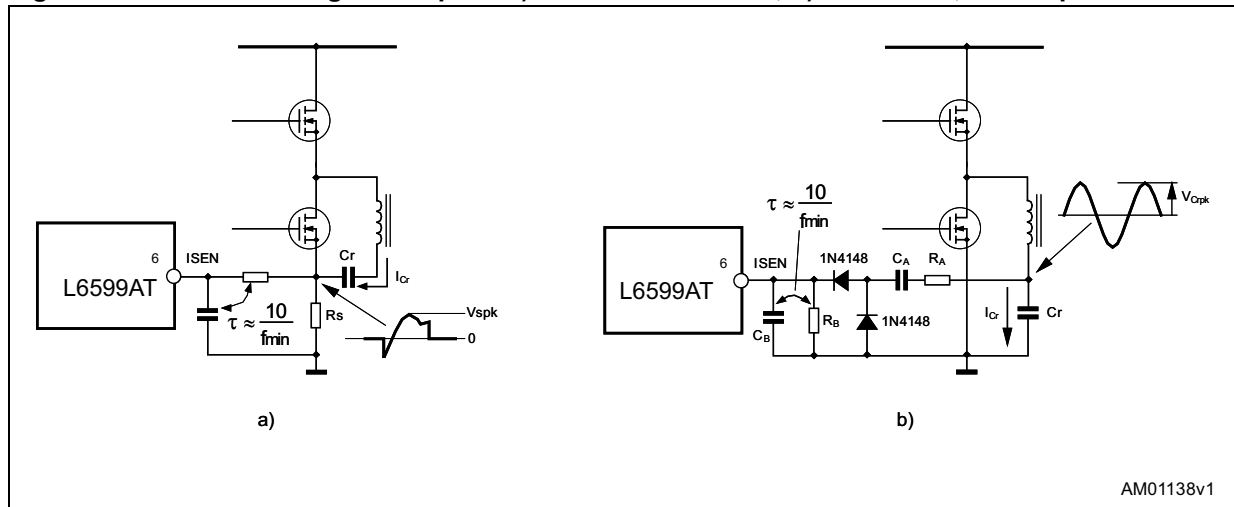 6
ISEN
L6599AT
τ ≈ 10
fmin
Cr
ICr
Rs
Vspk
0
a)
τ ≈ 10
fmin
6
ISEN
L6599AT
1N4148
CA
RA
CB
RB
1N4148
ICr
Cr
VCrpk
b)
AM01138v1